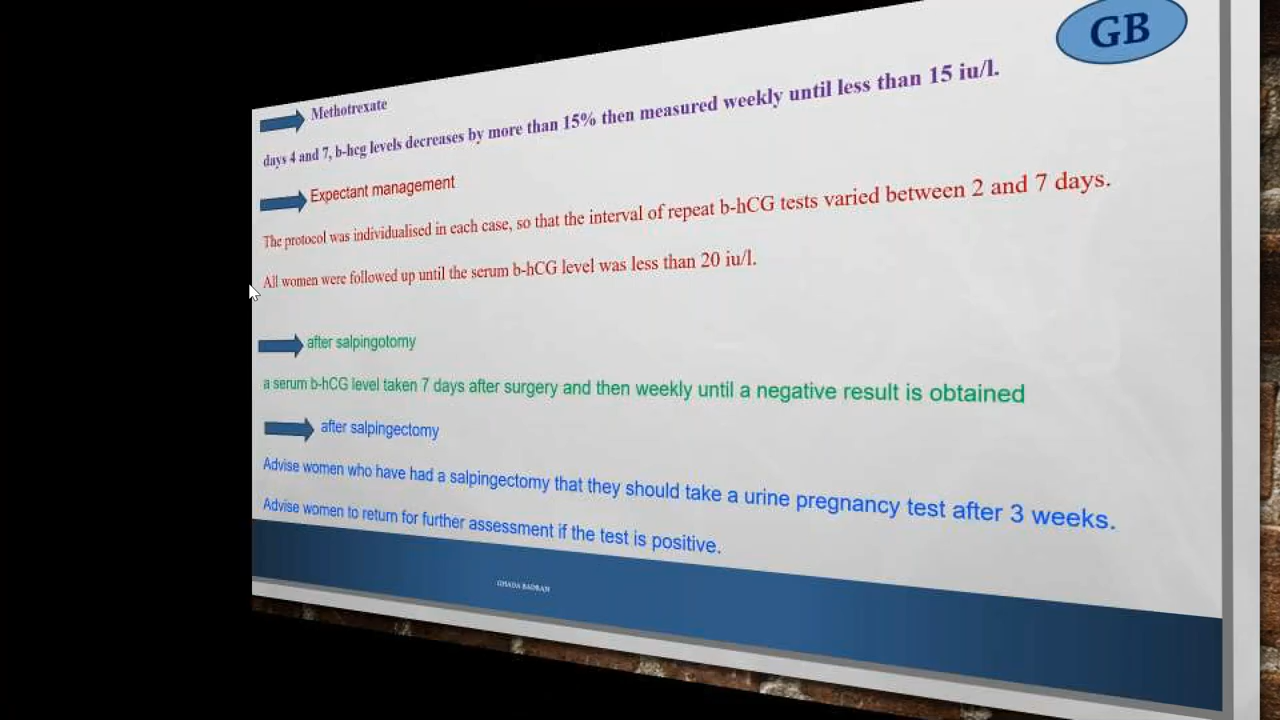 GB
Methotrexate
days 4 and 7, b-hcg levels decreases by more than 15% then measured weekly until less than 15 iu/l.
Expectant management
The protocol was individualised in each case, so that the interval of repeat b-hCG tests varied between 2 and 7 days.
All women were followed up until the serum b-hCG level was less than 20 iu/l.
after salpingotomy
a serum b-hCG level taken 7 days after surgery and then weekly until a negative result is obtained
after salpingectomy
Advise women who have had a salpingectomy that they should take a urine pregnancy test after 3 weeks.
Advise women to return for further assessment if the test is positive.
GHADA BADRAN